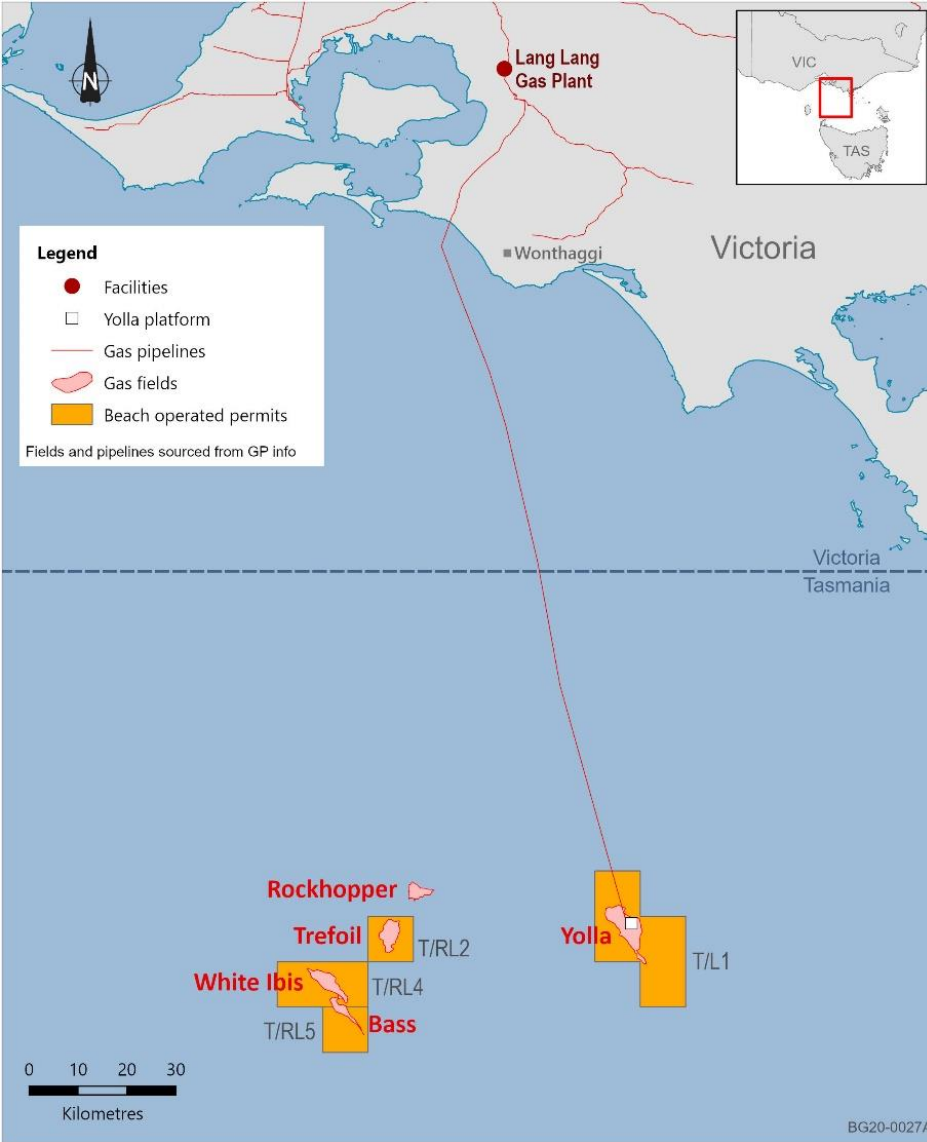 N
Lang Lang
Gas Plant
VIC
TAS
Legend
Facilities
Yolla platform
Gas pipelines
Gas fields
Beach operated permits
Fields and pipelines sourced from GP info
Wonthaggi
Victoria
Victoria
Tasmania
Rockhopper
Trefoil
T/RL2
Yolla
T/L1
White Ibis
T/RL4
T/RL5
Bass
0 10 20 30
Kilometres
BG20-0027A